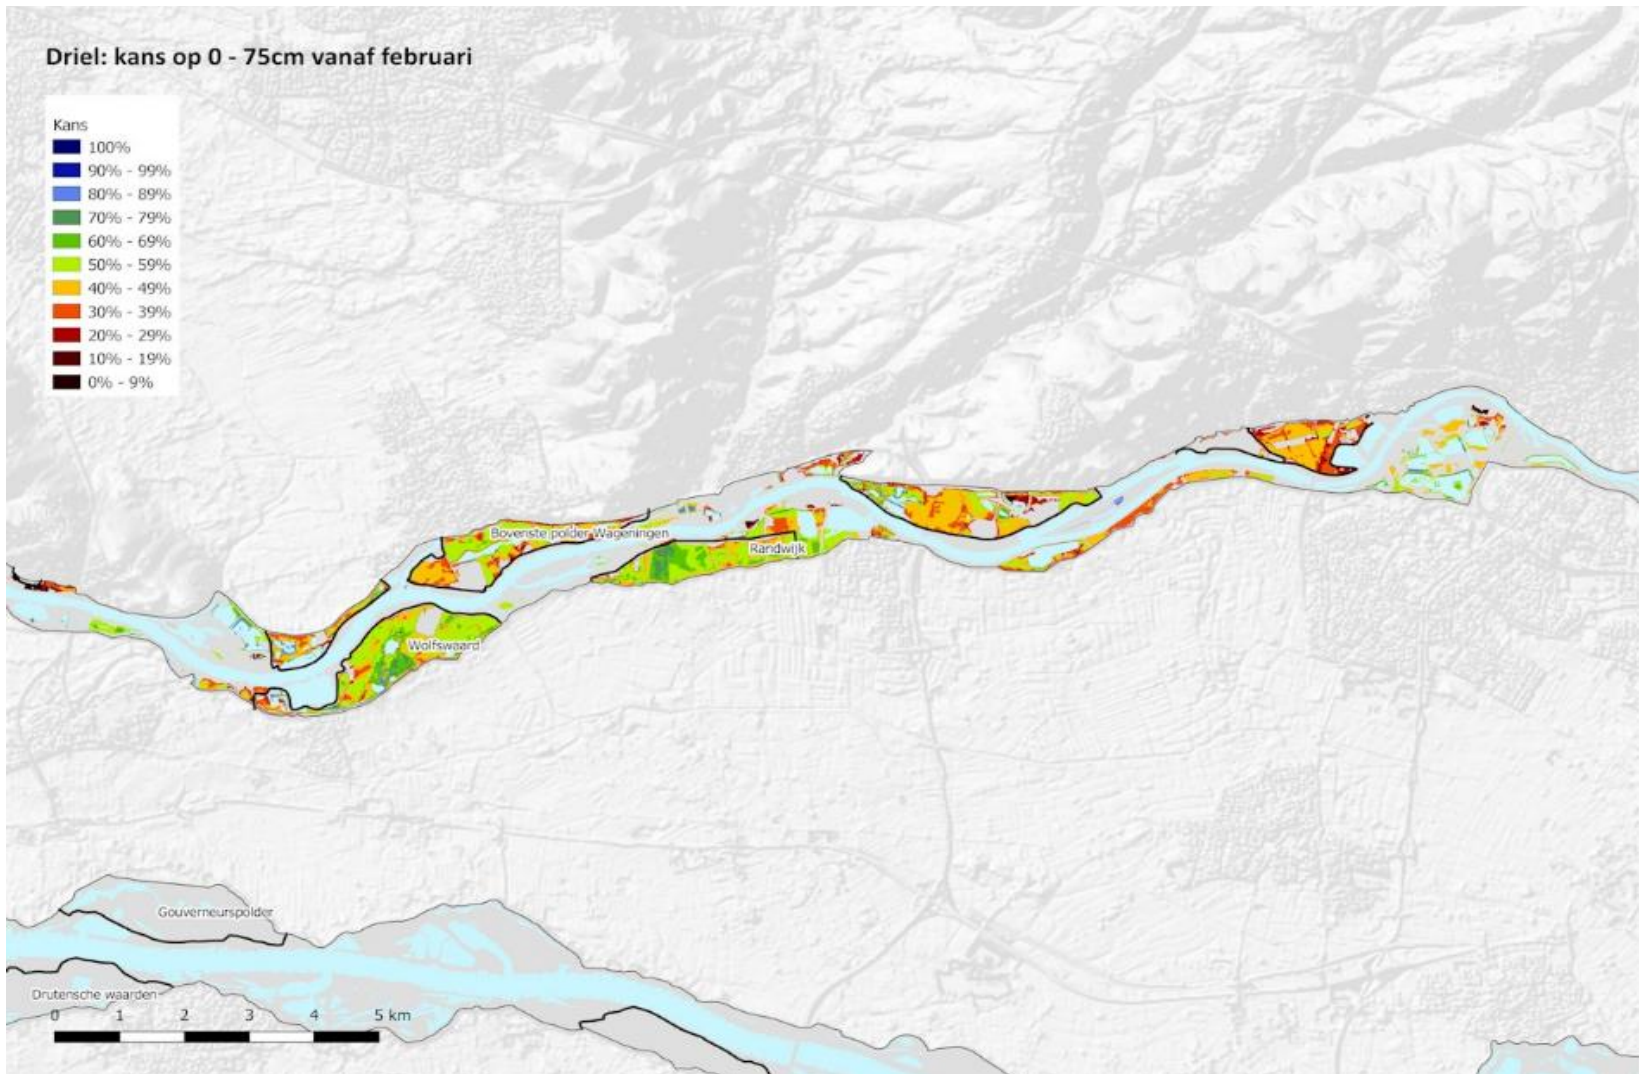 Driel: kans op 0 - 75cm vanaf februari
Kans
100%
90% - 99%
80% - 89%
70% - 79%
60% - 69%
50% - 59%
40% - 49%
30% - 39%
20% - 29%
10% - 19%
0% - 9%
Bovenste polder Wageningen
Randwijk
Wolfswaard
Gouverneurspolder
Drutensche waarden
0 1 2 3 4 5 km